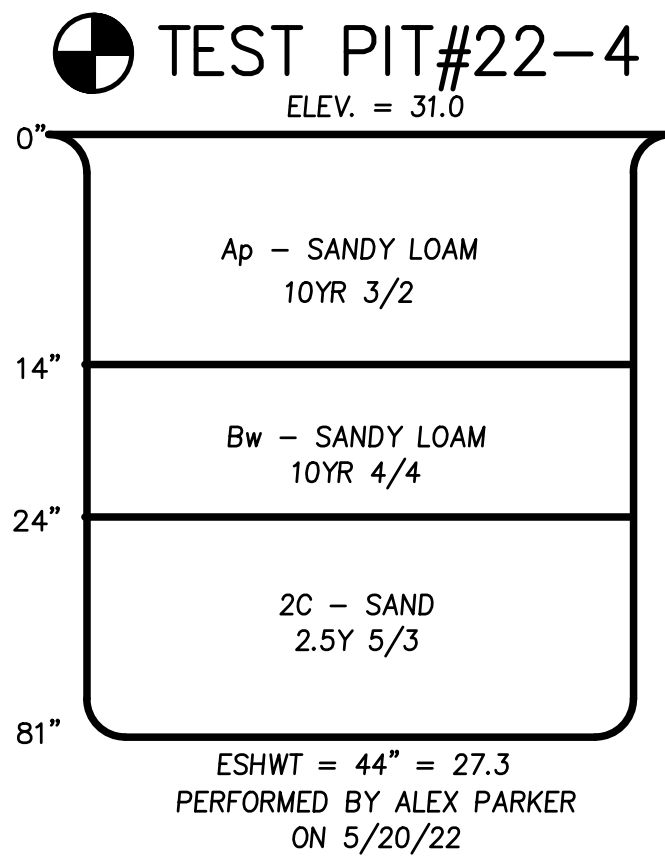 TEST PIT#22-4
ELEV. = 31.0
0"
Ap - SANDY LOAM
10YR 3/2
14"
Bw - SANDY LOAM
10YR 4/4
24"
2C - SAND
2.5Y 5/3
81"
ESHWT = 44" = 27.3
PERFORMED BY ALEX PARKER
ON 5/20/22